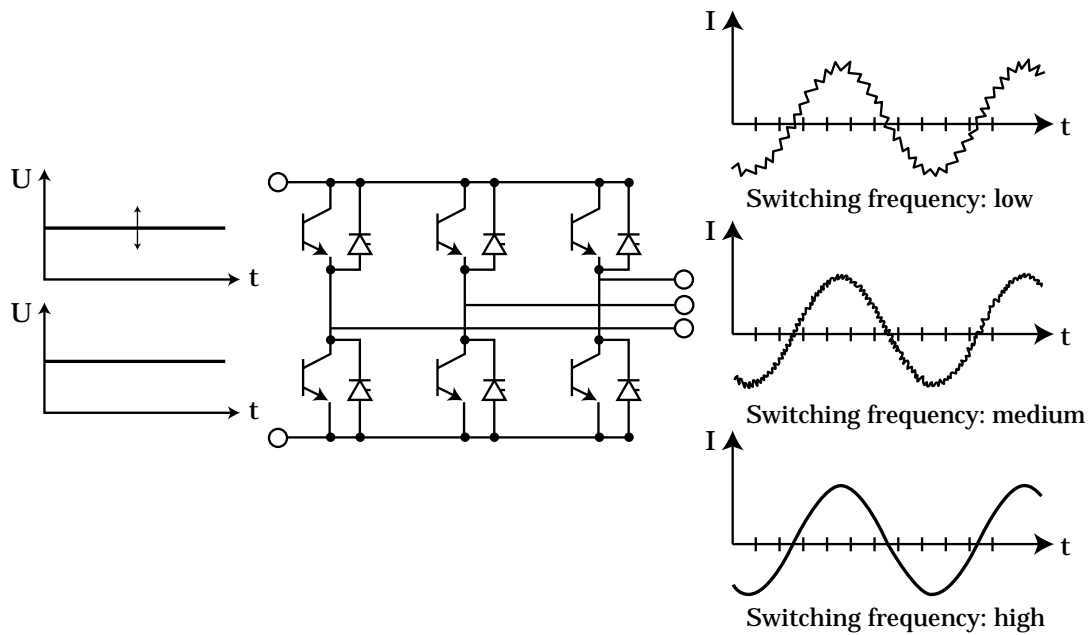 U
t
U
t
I
t
Switching frequency: low
I
t
Switching frequency: medium
I
t
Switching frequency: high